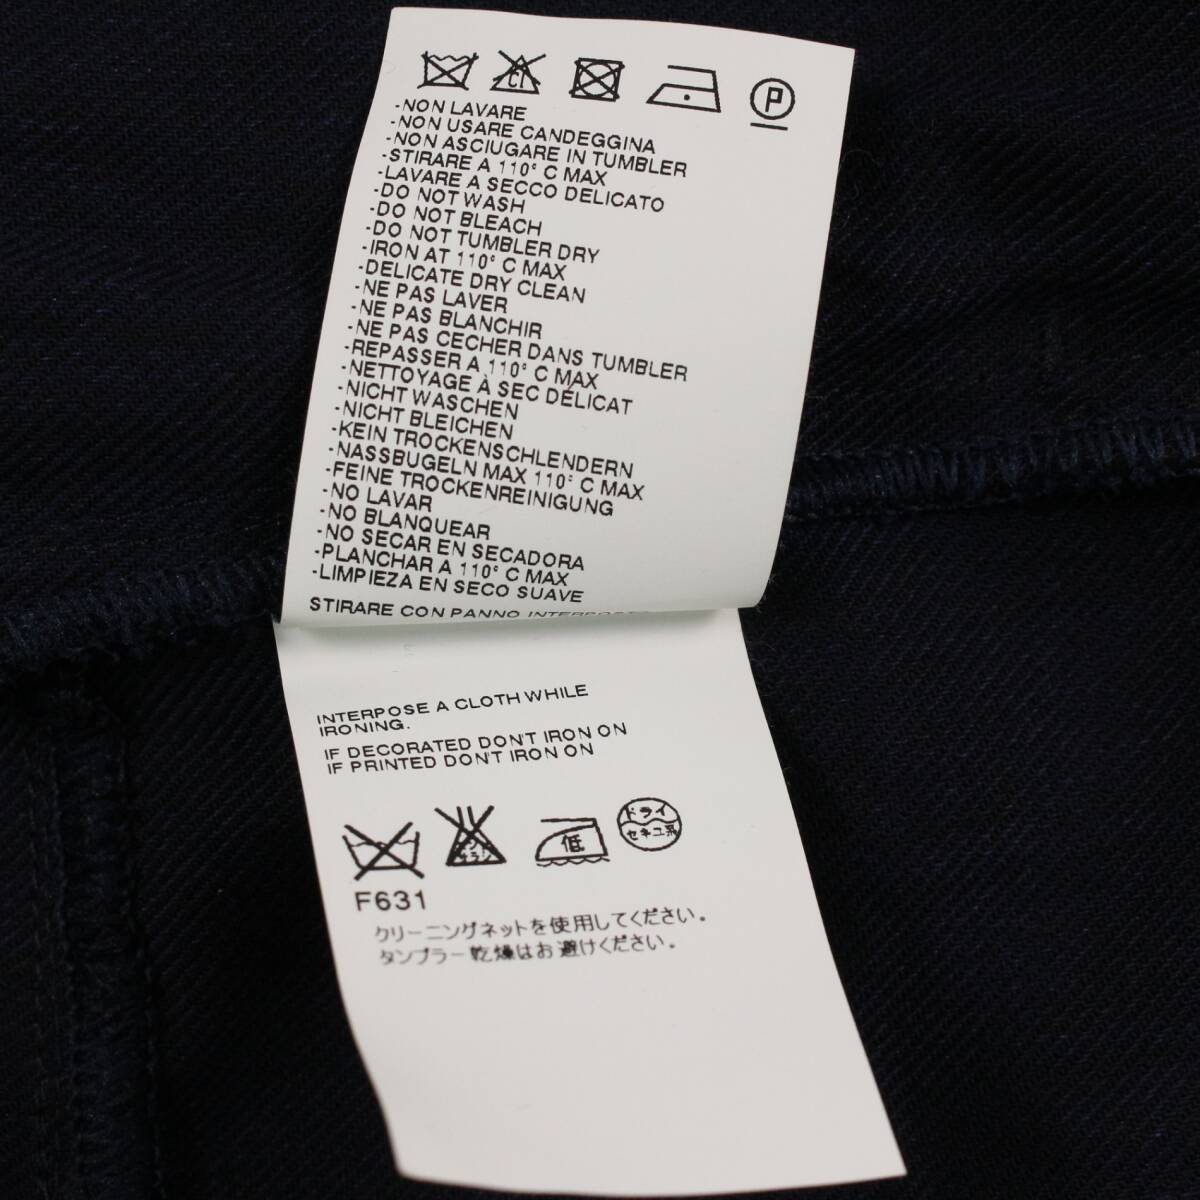 CL
P
-NON LAVARE
-NON USARE CANDEGGINA
-NON ASCIUGARE IN TUMBLER
-STIRARE A 110° C MAX
-LAVARE A SECCO DELICATO
-DO NOT WASH
-DO NOT BLEACH
-DO NOT TUMBLER DRY
-IRON AT 110° C MAX
-DELICATE DRY CLEAN
-NE PAS LAVER
-NE PAS BLANCHIR
-NE PAS CECHER DANS TUMBLER
-REPASSER A 110° C MAX
-NETTOYAGE À SEC DÉLICAT
-NICHT WASCHEN
-NICHT BLEICHEN
-KEIN TROCKENSCHLENDERN
-NASSBUGELN MAX 110° C MAX
-FEINE TROCKENREINIGUNG
-NO LAVAR
-NO BLANQUEAR
-NO SECAR EN SECADORA
-PLANCHAR A 110° C MAX
-LIMPIEZA EN SECO SUAVE
STIRARE CON PANNO
INTERPOSE A CLOTH WHILE
IRONING.
IF DECORATED DON'T IRON ON
IF PRINTED DON'T IRON ON
低
ドライ
セキユ系
F631
クリーニングネットを使用してください。
タンブラー乾燥はお避けください。